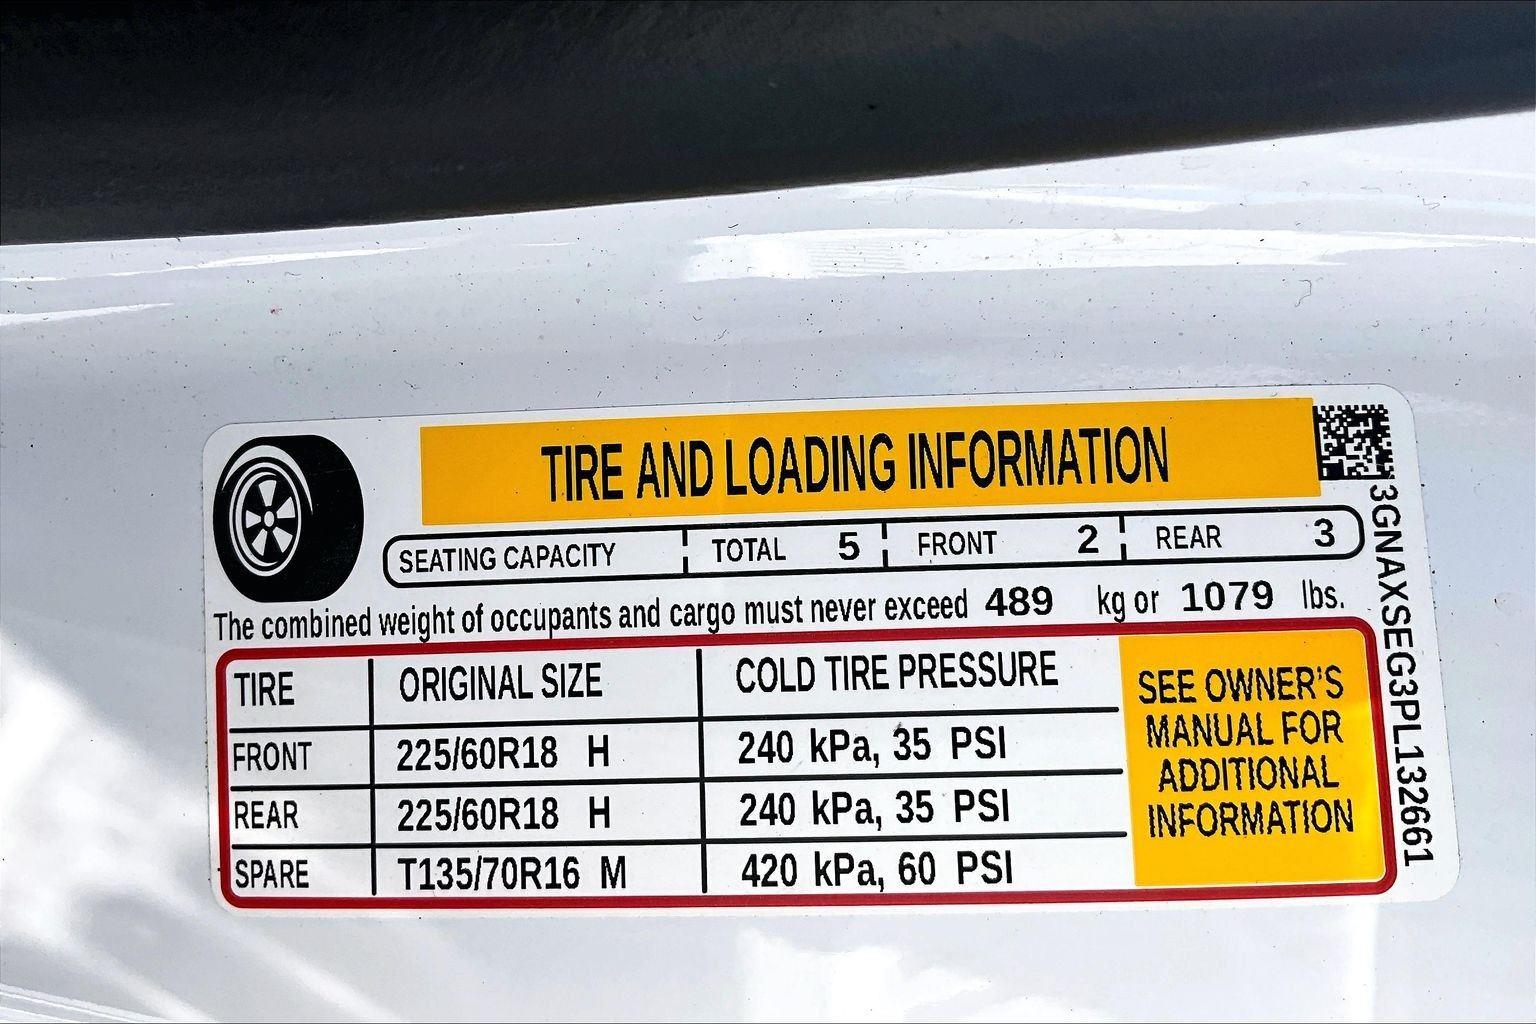 TIRE AND LOADING INFORMATION
SEATING CAPACITY TOTAL 5 FRONT 2 REAR 3
The combined weight of occupants and cargo must never exceed 489 kg or 1079 lbs.
TIRE ORIGINAL SIZE COLD TIRE PRESSURE
FRONT 225/60R18 H 240 kPa, 35 PSI
REAR 225/60R18 H 240 kPa, 35 PSI
SPARE T135/70R16 M 420 kPa, 60 PSI
SEE OWNER'S
MANUAL FOR
ADDITIONAL
INFORMATION
3GNAXSEG3PL132661